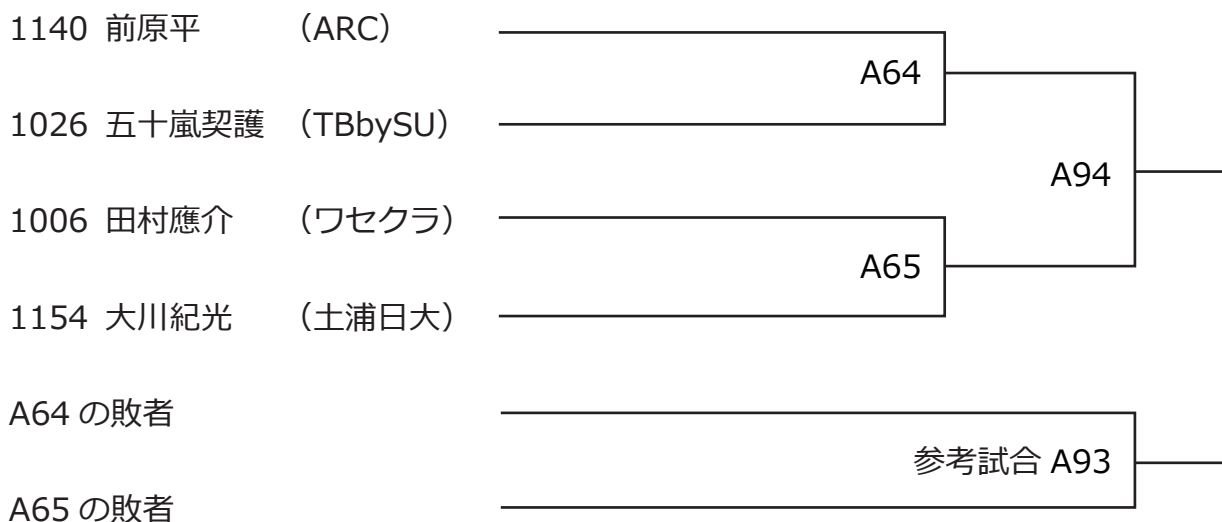 1140 前原平 （ARC）
A64
1026 五十嵐契護 （TBbySU）
A94
1006 田村應介 （ワセクラ）
A65
1154 大川紀光 （土浦日大）
A64 の敗者
参考試合 A93
A65 の敗者